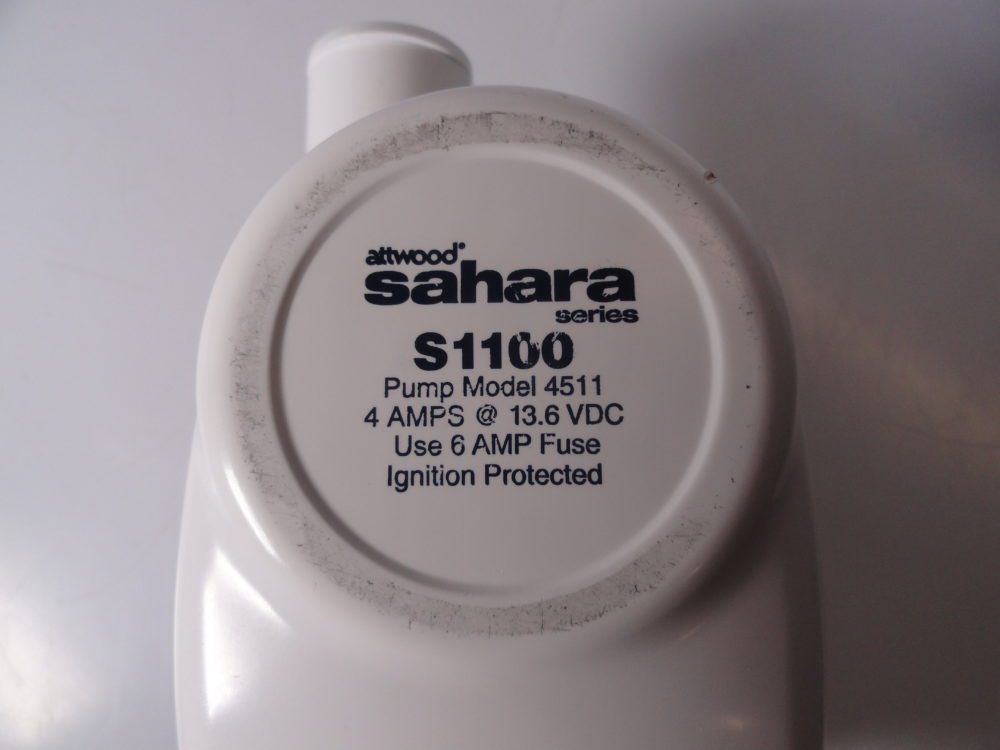 attwood®
sahara
series
S1100
Pump Model 4511
4 AMPS @ 13.6 VDC
Use 6 AMP Fuse
Ignition Protected